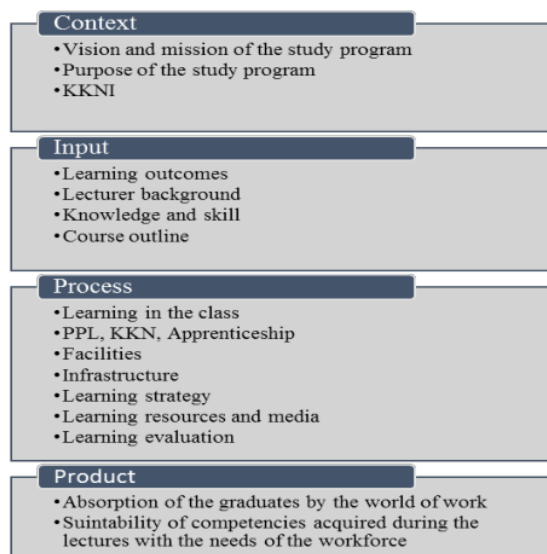 Context
•Vision and mission of the study program
•Purpose of the study program
•KKNI
Input
•Learning outcomes
•Lecturer background
•Knowledge and skill
•Course outline
Process
•Learning in the class
•PPL, KKN, Apprenticeship
•Facilities
•Infrastructure
•Learning strategy
•Learning resources and media
•Learning evaluation
Product
•Absorption of the graduates by the world of work
•Suintability of competencies acquired during the
lectures with the needs of the workforce